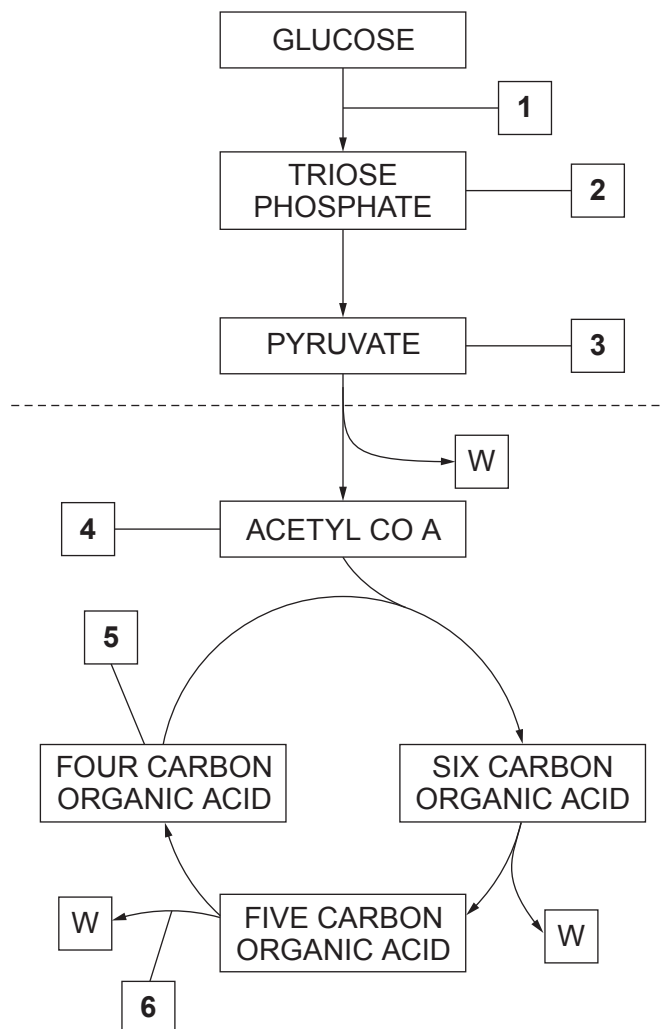 GLUCOSE
1
TRIOSE
PHOSPHATE
2
PYRUVATE
3
W
4
ACETYL CO A
5
FOUR CARBON
ORGANIC ACID
SIX CARBON
ORGANIC ACID
W
FIVE CARBON
ORGANIC ACID
W
6